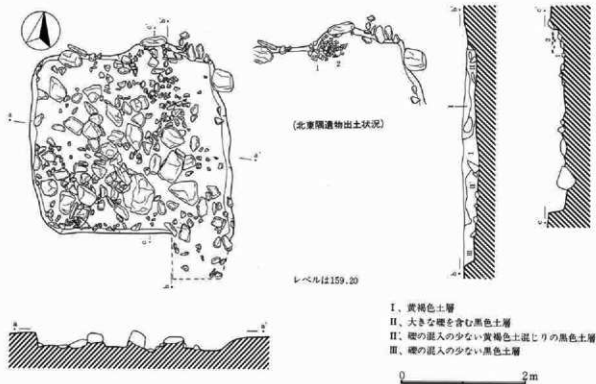 (北東隅遺物出土状況)
1 2
レベルは159.20
I、黄褐色土層
II、大きな礫を含む黒色土層
II'、礫の混入の少ない黄褐色土混じりの黒色土層
III、礫の混入の少ない黒色土層
0 2m